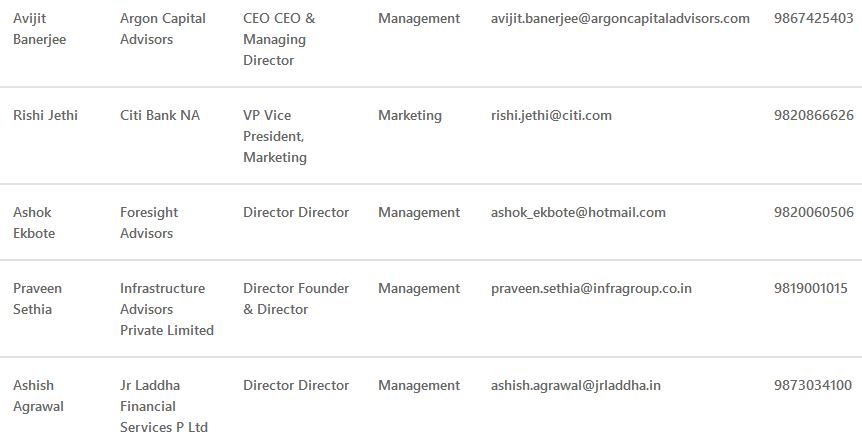 Avijit Argon Capital CEO CEO & Management avijit.banerjee@argoncapitaladvisors.com 9867425403
Banerjee Advisors Managing
Director
Rishi Jethi Citi Bank NA VP Vice Marketing rishi.jethi@citi.com 9820866626
President,
Marketing
Ashok Foresight Director Director Management ashok_ekbote@hotmail.com 9820060506
Ekbote Advisors
Praveen Infrastructure Director Founder Management praveen.sethia@infragroup.co.in 9819001015
Sethia Advisors & Director
Private Limited
Ashish Jr Laddha Director Director Management ashish.agrawal@jrladdha.in 9873034100
Agrawal Financial
Services P Ltd